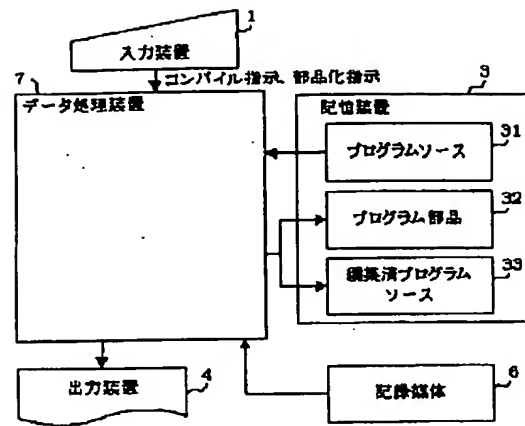 1
入力装置
7
コンパイル指示、部品化指示
データ処理装置
3
記憶装置
31
プログラムソース
32
プログラム部品
33
編集済プログラム
ソース
出力装置
4
記録媒体
6